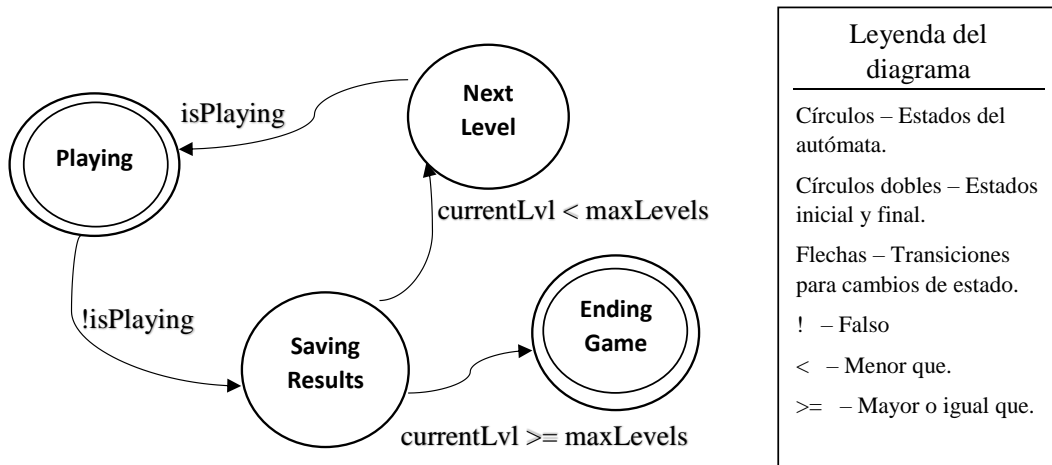 Next
Level
isPlaying
Playing
currentLvl < maxLevels
!isPlaying
Ending
Game
Saving
Results
currentLvl >= maxLevels
Leyenda del
diagrama
Círculos – Estados del
autómata.
Círculos dobles – Estados
inicial y final.
Flechas – Transiciones
para cambios de estado.
! – Falso
< – Menor que.
>= – Mayor o igual que.